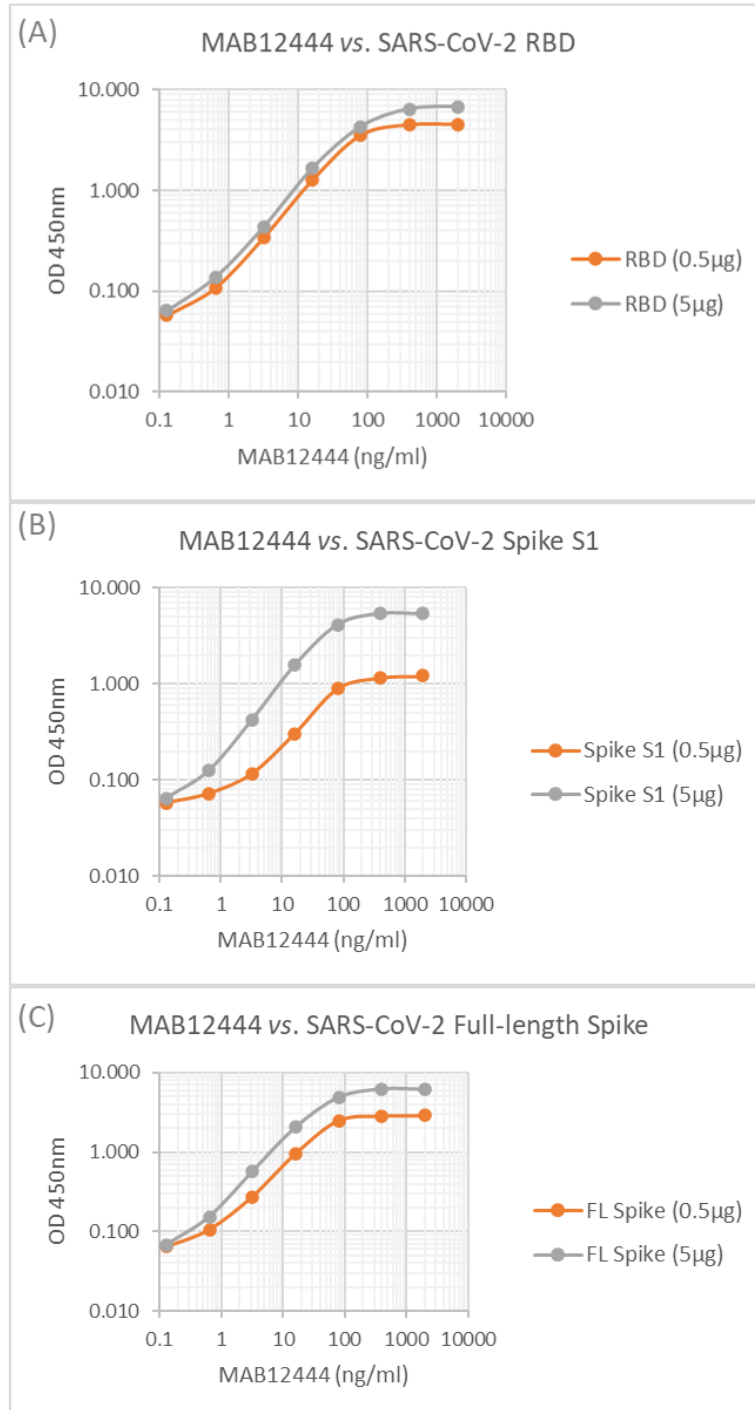 (A)
MAB12444 vs. SARS-CoV-2 RBD
10.000
1.000
0.100
0.010
OD 450nm
0.1 1 10 100 1000 10000
MAB12444 (ng/ml)
RBD (0.5µg)
RBD (5µg)
(B)
MAB12444 vs. SARS-CoV-2 Spike S1
10.000
1.000
0.100
0.010
OD 450nm
0.1 1 10 100 1000 10000
MAB12444 (ng/ml)
Spike S1 (0.5µg)
Spike S1 (5µg)
(C)
MAB12444 vs. SARS-CoV-2 Full-length Spike
10.000
1.000
0.100
0.010
OD 450nm
0.1 1 10 100 1000 10000
MAB12444 (ng/ml)
FL Spike (0.5µg)
FL Spike (5µg)